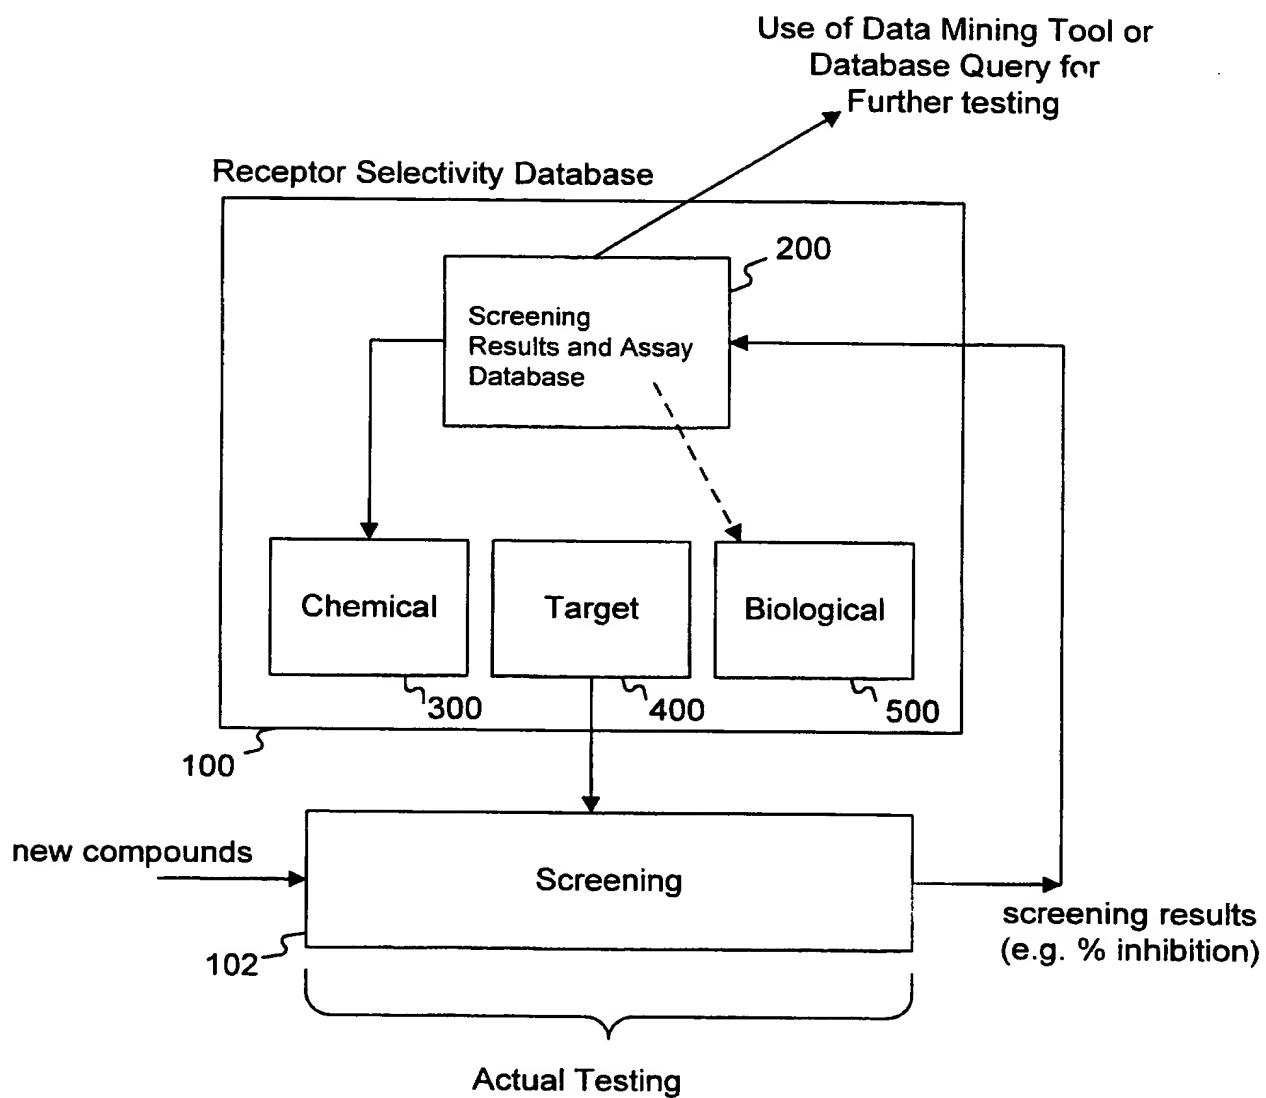 Use of Data Mining Tool or
Database Query for
Further testing
Receptor Selectivity Database
200
Screening
Results and Assay
Database
Chemical
Target
Biological
300
400
500
100
new compounds
Screening
screening results
(e.g. % inhibition)
102
Actual Testing